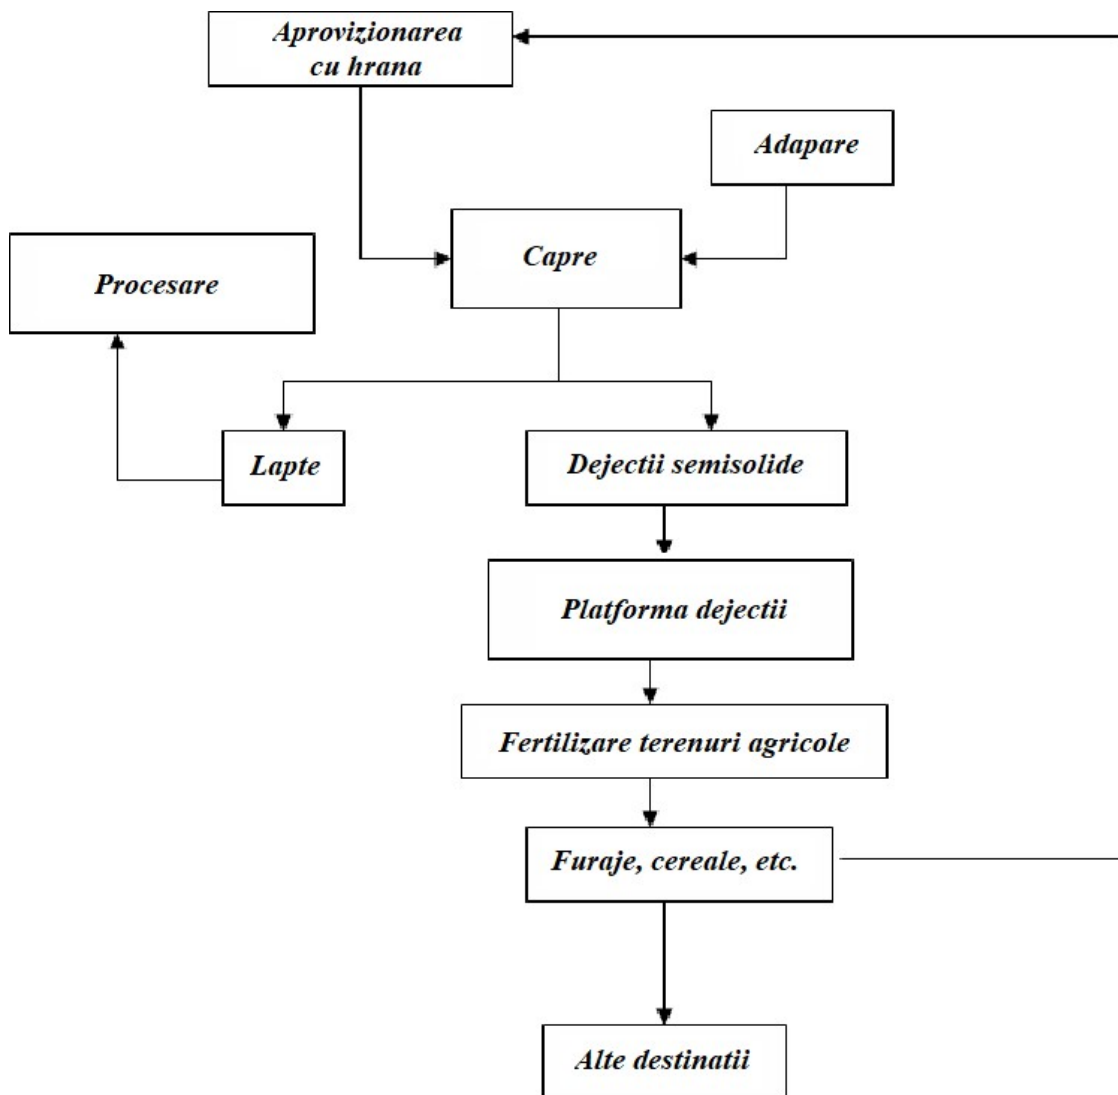 Aprovizionarea
cu hrana
Adapare
Capre
Procesare
Lapte
Dejectii semisolide
Platforma dejectii
Fertilizare terenuri agricole
Furaje, cereale, etc.
Alte destinatii